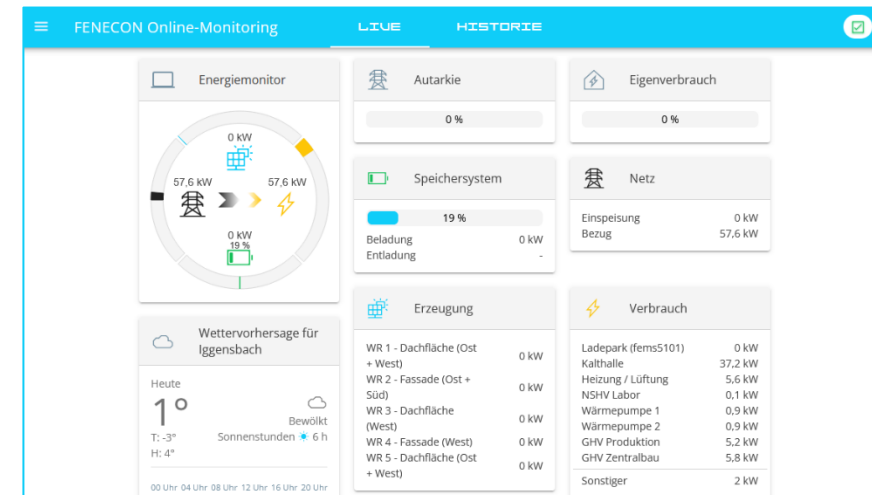 FENECON Online-Monitoring
LIVE
HISTORIE
Energiemonitor
0 kW
57,6 kW
57,6 kW
0 kW
19 %
Wettervorhersage für
Iggensbach
Heute
1°
Bewölkt
T: -3°
Sonnenstunden 6 h
H: 4°
00 Uhr 04 Uhr 08 Uhr 12 Uhr 16 Uhr 20 Uhr
Autarkie
0 %
Speichersystem
19 %
Beladung 0 kW
Entladung -
Erzeugung
WR 1 - Dachfläche (Ost
+ West) 0 kW
WR 2 - Fassade (Ost +
Süd) 0 kW
WR 3 - Dachfläche
(West) 0 kW
WR 4 - Fassade (West) 0 kW
WR 5 - Dachfläche (Ost
+ West) 0 kW
Eigenverbrauch
0 %
Netz
Einspeisung 0 kW
Bezug 57,6 kW
Verbrauch
Ladepark (fems5101) 0 kW
Kalthalle 37,2 kW
Heizung / Lüftung 5,6 kW
NSHV Labor 0,1 kW
Wärmepumpe 1 0,9 kW
Wärmepumpe 2 0,9 kW
GHV Produktion 5,2 kW
GHV Zentralbau 5,8 kW
Sonstiger 2 kW